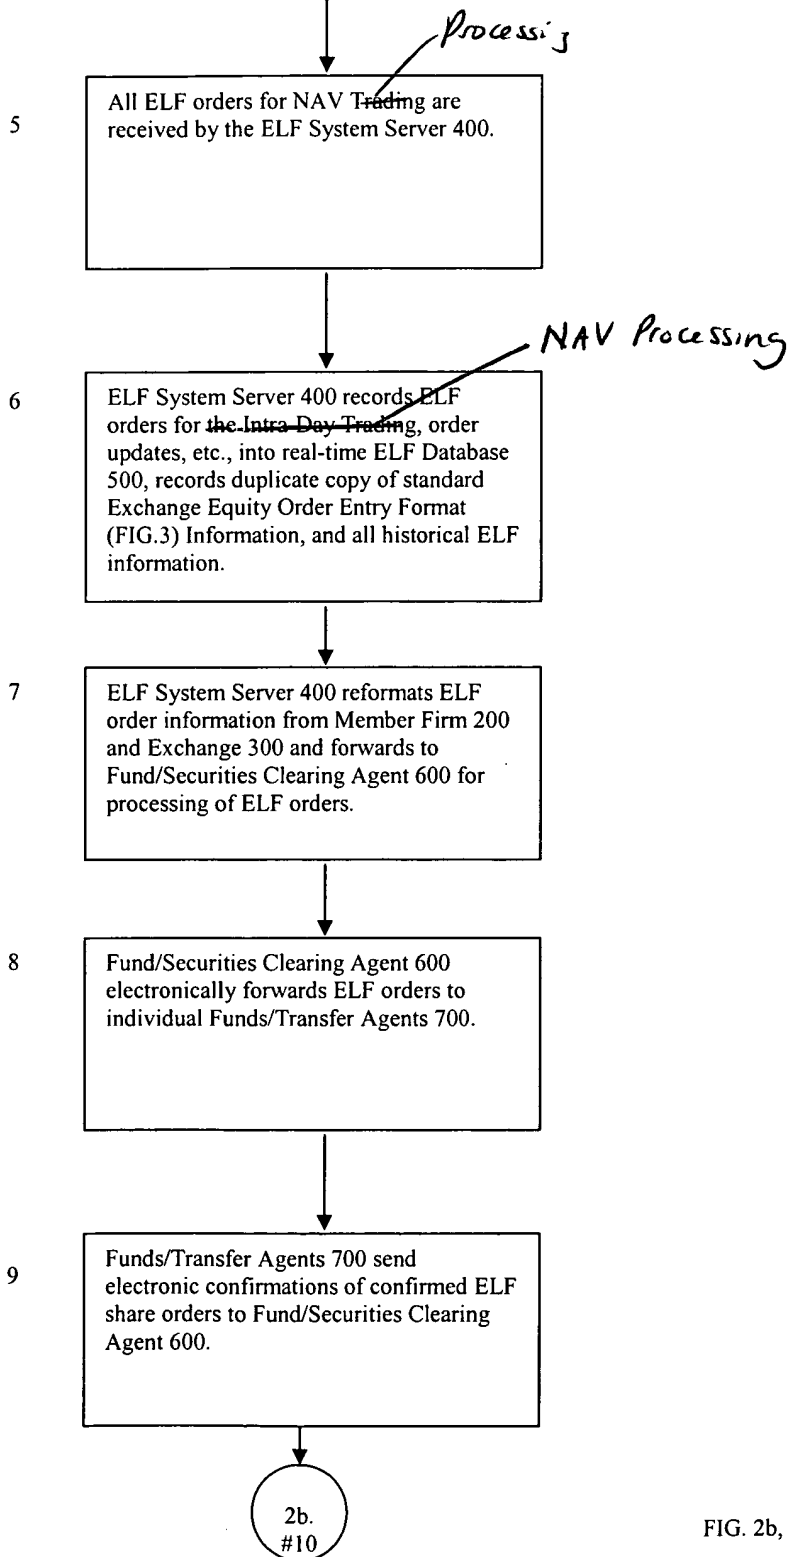 Processing
5
All ELF orders for NAV Trading are
received by the ELF System Server 400.
NAV Processing
6
ELF System Server 400 records ELF
orders for the Intra-Day Trading, order
updates, etc., into real-time ELF Database
500, records duplicate copy of standard
Exchange Equity Order Entry Format
(FIG.3) Information, and all historical ELF
information.
7
ELF System Server 400 reformats ELF
order information from Member Firm 200
and Exchange 300 and forwards to
Fund/Securities Clearing Agent 600 for
processing of ELF orders.
8
Fund/Securities Clearing Agent 600
electronically forwards ELF orders to
individual Funds/Transfer Agents 700.
9
Funds/Transfer Agents 700 send
electronic confirmations of confirmed ELF
share orders to Fund/Securities Clearing
Agent 600.
2b.
#10
FIG. 2b,